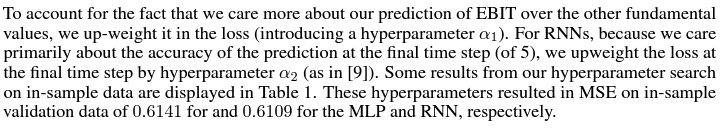 To account for the fact that we care more about our prediction of EBIT over the other fundamental
values, we up-weight it in the loss (introducing a hyperparameter α₁). For RNNs, because we care
primarily about the accuracy of the prediction at the final time step (of 5), we upweight the loss at
the final time step by hyperparameter α₂ (as in [9]). Some results from our hyperparameter search
on in-sample data are displayed in Table 1. These hyperparameters resulted in MSE on in-sample
validation data of 0.6141 for and 0.6109 for the MLP and RNN, respectively.